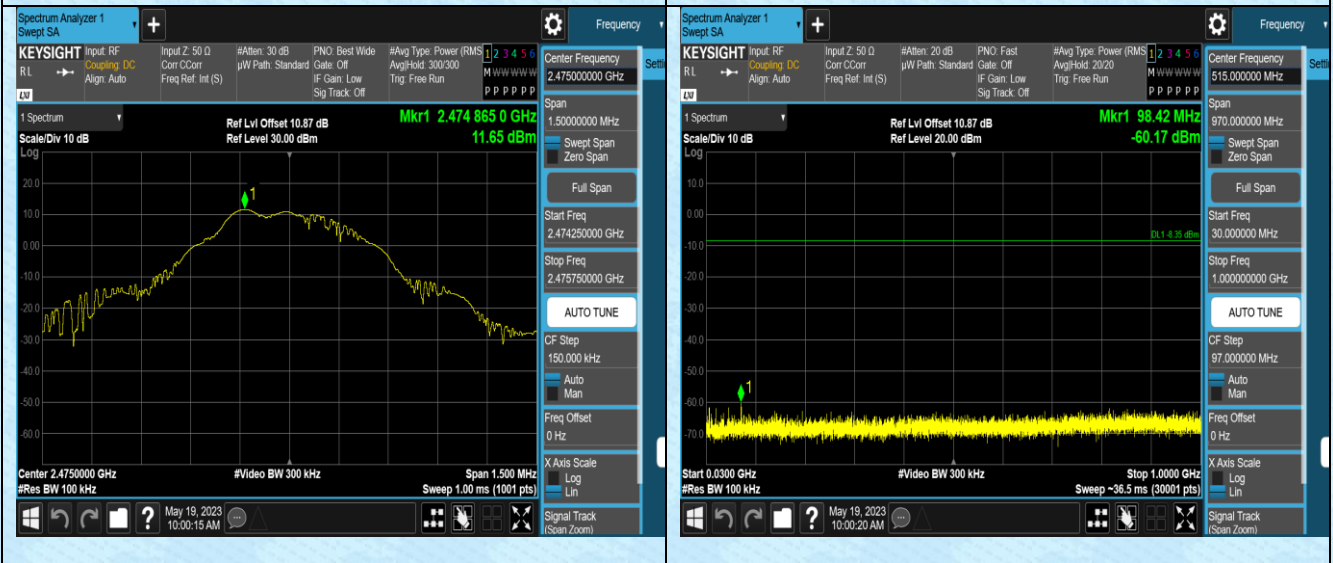 Spectrum Analyzer 1
Swept SA
Frequency
KEYSIGHT
RL
LXI
Input: RF
Coupling: DC
Align: Auto
Input Z: 50 Ω
Corr CCorr
Freq Ref: Int (S)
#Atten: 30 dB
µW Path: Standard
PNO: Best Wide
Gate: Off
IF Gain: Low
Sig Track: Off
#Avg Type: Power (RMS
Avg|Hold: 300/300
Trig: Free Run
1 2 3 4 5 6
M W W W W W
P P P P P P
1 Spectrum
Scale/Div 10 dB
Log
Ref Lvl Offset 10.87 dB
Ref Level 30.00 dBm
Mkr1 2.474 865 0 GHz
11.65 dBm
1
20.0
10.0
0.00
-10.0
-20.0
-30.0
-40.0
-50.0
-60.0
Center 2.4750000 GHz
#Res BW 100 kHz
#Video BW 300 kHz
Span 1.500 MHz
Sweep 1.00 ms (1001 pts)
Center Frequency
2.475000000 GHz
Span
1.50000000 MHz
Swept Span
Zero Span
Full Span
Start Freq
2.474250000 GHz
Stop Freq
2.475750000 GHz
AUTO TUNE
CF Step
150.000 kHz
Auto
Man
Freq Offset
0 Hz
X Axis Scale
Log
Lin
Signal Track
(Span Zoom)
Setti
?
May 19, 2023
10:00:15 AM
Spectrum Analyzer 1
Swept SA
Frequency
KEYSIGHT
RL
LXI
Input: RF
Coupling: DC
Align: Auto
Input Z: 50 Ω
Corr CCorr
Freq Ref: Int (S)
#Atten: 20 dB
µW Path: Standard
PNO: Fast
Gate: Off
IF Gain: Low
Sig Track: Off
#Avg Type: Power (RMS
Avg|Hold: 20/20
Trig: Free Run
1 2 3 4 5 6
M W W W W W
P P P P P P
1 Spectrum
Scale/Div 10 dB
Log
Ref Lvl Offset 10.87 dB
Ref Level 20.00 dBm
Mkr1 98.42 MHz
-60.17 dBm
1
DL1 -8.35 dBm
10.0
0.00
-10.0
-20.0
-30.0
-40.0
-50.0
-60.0
-70.0
Start 0.0300 GHz
#Res BW 100 kHz
#Video BW 300 kHz
Stop 1.0000 GHz
Sweep ~36.5 ms (30001 pts)
Center Frequency
515.000000 MHz
Span
970.000000 MHz
Swept Span
Zero Span
Full Span
Start Freq
30.000000 MHz
Stop Freq
1.000000000 GHz
AUTO TUNE
CF Step
97.000000 MHz
Auto
Man
Freq Offset
0 Hz
X Axis Scale
Log
Lin
Signal Track
(Span Zoom)
Setti
?
May 19, 2023
10:00:20 AM